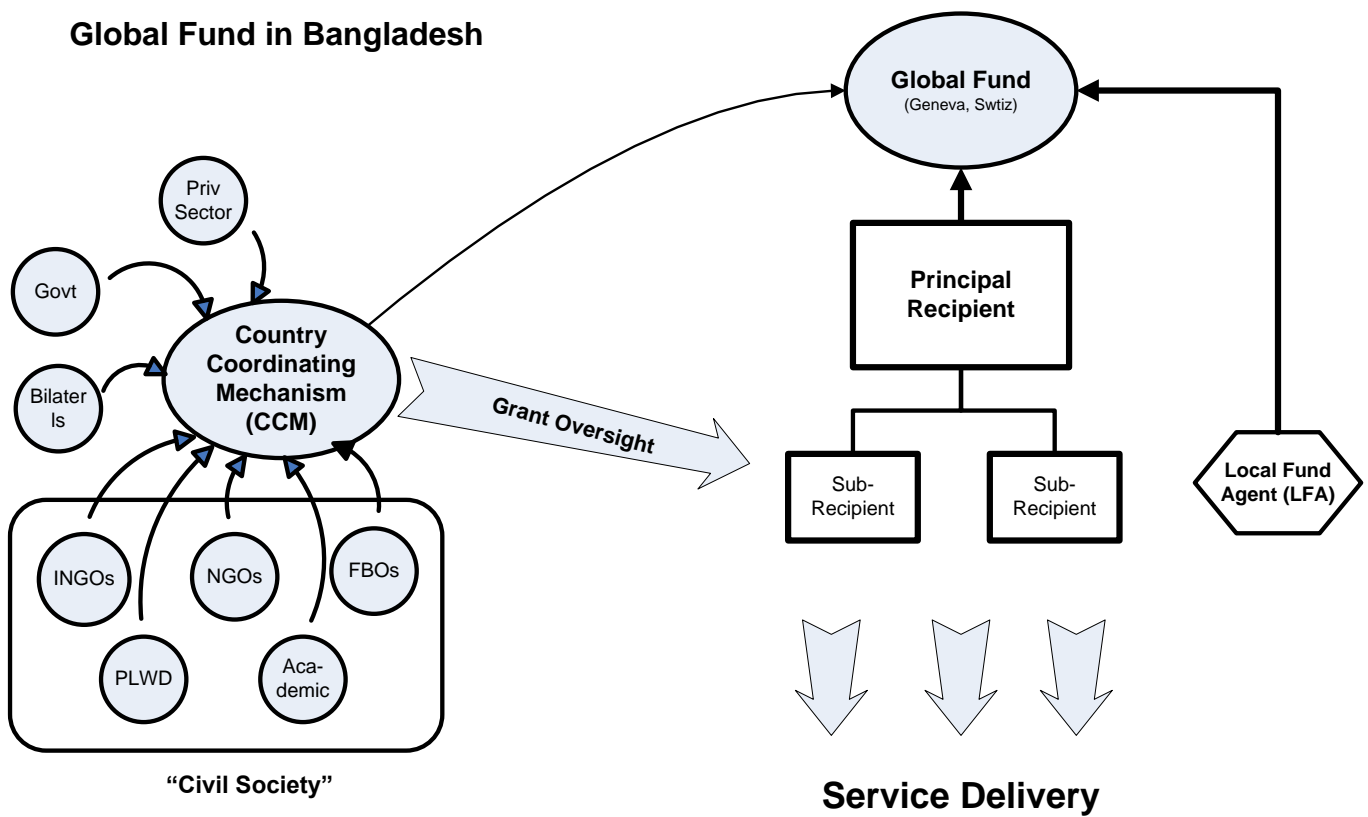 Global Fund in Bangladesh
Global Fund
(Geneva, Swtiz)
Priv
Sector
Govt
Bilater
ls
Country
Coordinating
Mechanism
(CCM)
Grant Oversight
Principal
Recipient
Sub-
Recipient
Sub-
Recipient
Local Fund
Agent (LFA)
INGOs
NGOs
FBOs
PLWD
Aca-
demic
“Civil Society”
Service Delivery